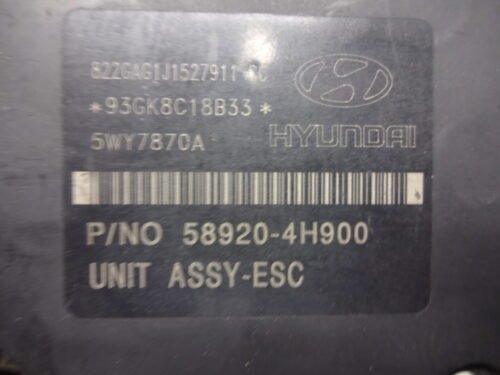 822GAG1J1527911
*93GK8C18B33*
5WY7870A
HYUNDAI
P/NO 58920-4H900
UNIT ASSY-ESC